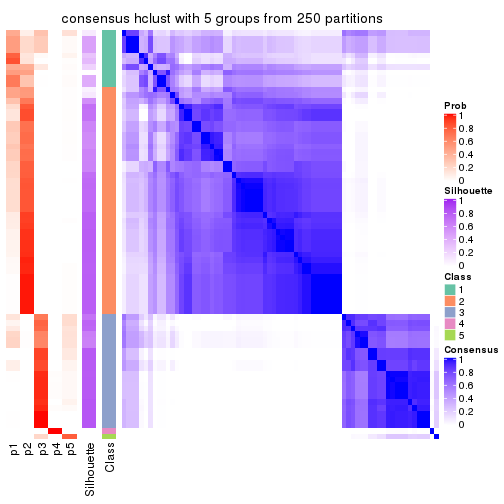 consensus hclust with 5 groups from 250 partitions
Prob
1
0.8
0.6
0.4
0.2
0
Silhouette
1
0.8
0.6
0.4
0.2
0
Class
1
2
3
4
5
Consensus
1
0.8
0.6
0.4
0.2
0
p1
p2
p3
p4
p5
Silhouette
Class